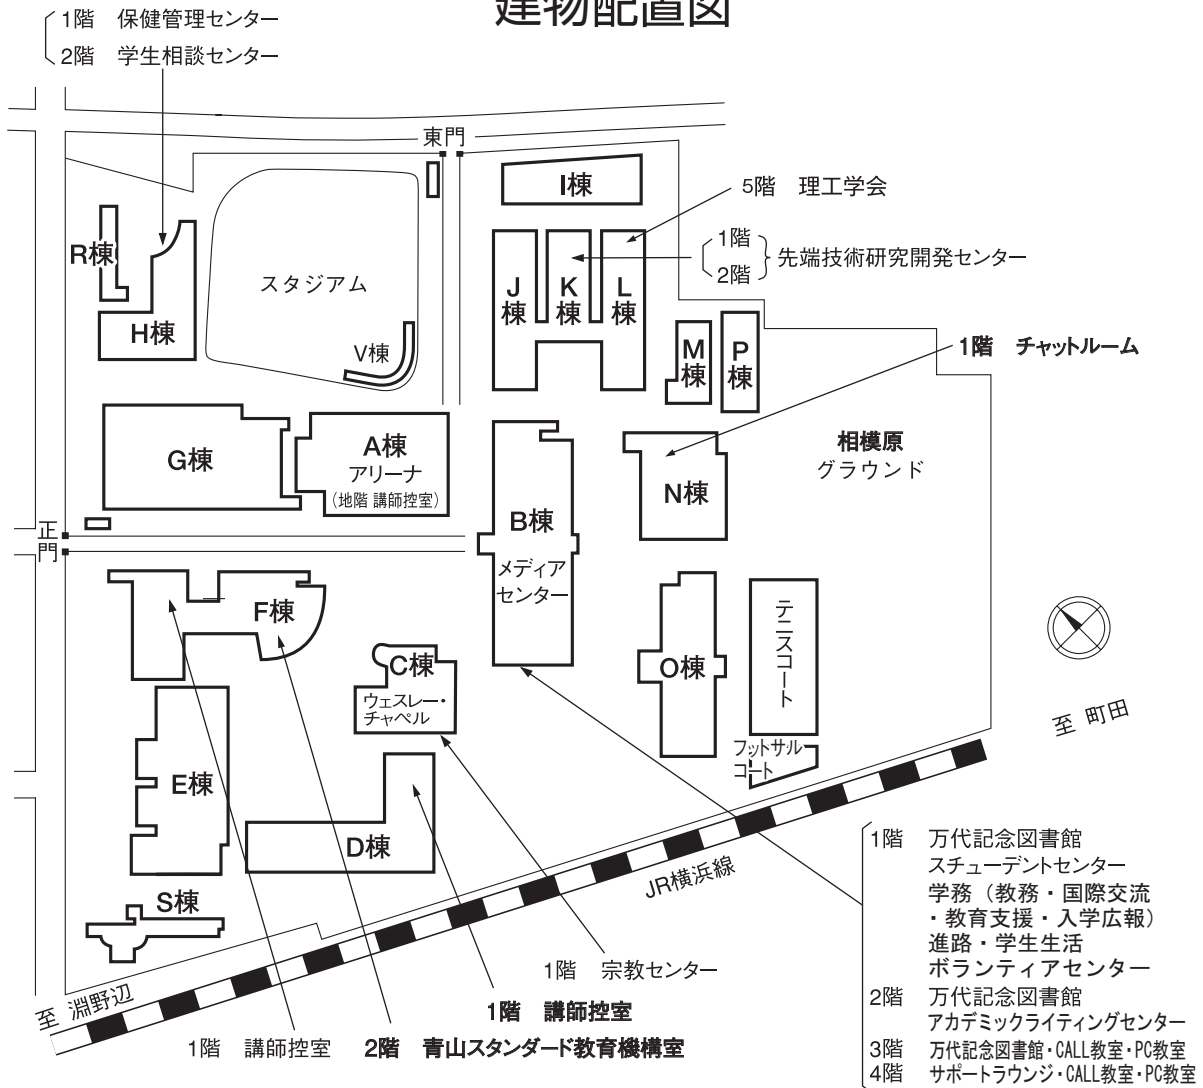 建物配置図
1階 保健管理センター
2階 学生相談センター
東門
I棟
5階 理工学会
1階
2階
先端技術研究開発センター
R棟
H棟
スタジアム
V棟
J棟
K棟
L棟
M棟
P棟
1階 チャットルーム
相模原
グラウンド
G棟
A棟
アリーナ
(地階 講師控室)
B棟
メディア
センター
N棟
正門
F棟
C棟
ウェスレー・
チャペル
O棟
テニスコート
フットサル
コート
至 町田
E棟
D棟
S棟
JR横浜線
至 淵野辺
1階 宗教センター
1階 講師控室
1階 講師控室
2階 青山スタンダード教育機構室
1階 万代記念図書館
スチューデントセンター
学務(教務・国際交流
・教育支援・入学広報)
進路・学生生活
ボランティアセンター
2階 万代記念図書館
アカデミックライティングセンター
3階 万代記念図書館・CALL教室・PC教室
4階 サポートラウンジ・CALL教室・PC教室